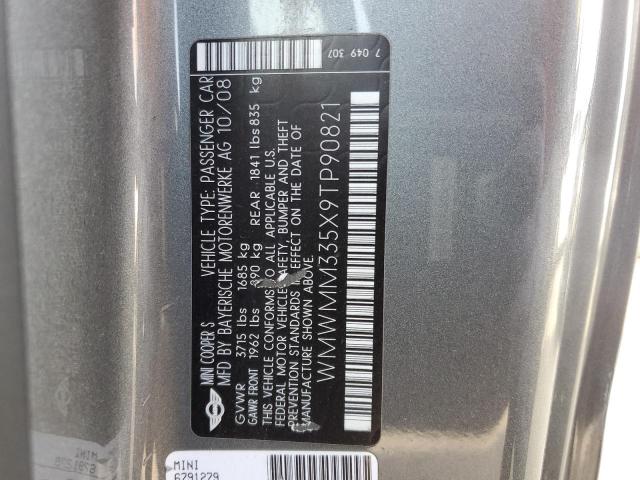 MINI COOPER S VEHICLE TYPE: PASSENGER CAR
MFD BY BAYERISCHE MOTORENWERKE AG 10/08
GVWR 3715 lbs 1685 kg
GAWR FRONT 1962 lbs 890 kg REAR 1841 lbs 835 kg
THIS VEHICLE CONFORMS TO ALL APPLICABLE U.S.
FEDERAL MOTOR VEHICLE SAFETY, BUMPER AND THEFT
PREVENTION STANDARDS IN EFFECT ON THE DATE OF
MANUFACTURE SHOWN ABOVE.
WMWMM335X9TP90821
7 049 307
MINI
6791279
MINI
6791279